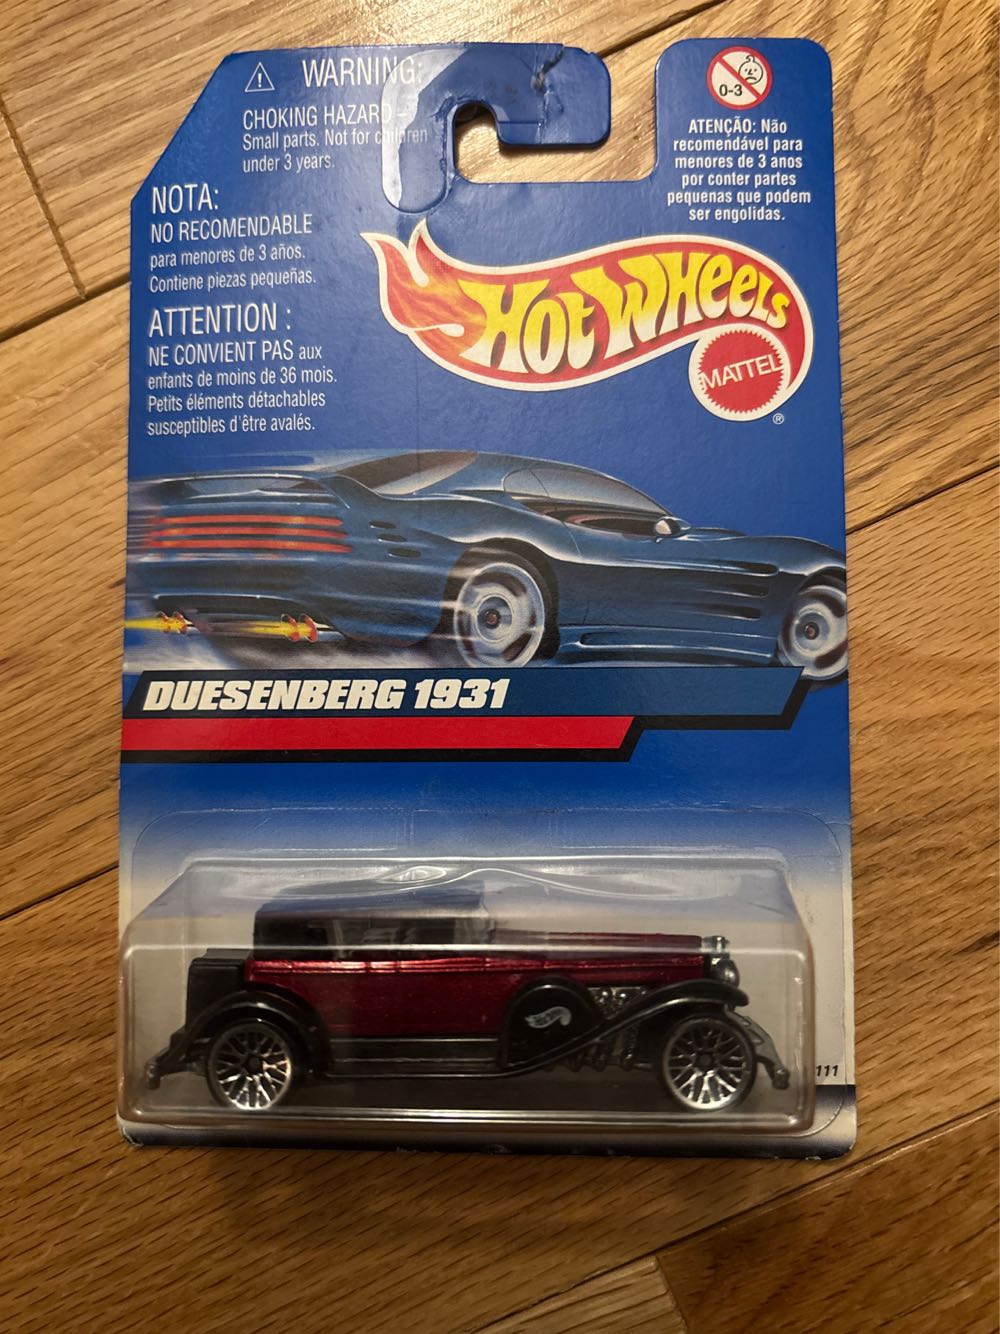 WARNING:
CHOKING HAZARD –
Small parts. Not for children
under 3 years.
NOTA:
NO RECOMENDABLE
para menores de 3 años.
Contiene piezas pequeñas.
ATTENTION :
NE CONVIENT PAS aux
enfants de moins de 36 mois.
Petits éléments détachables
susceptibles d'être avalés.
0-3
ATENÇÃO: Não
recomendável para
menores de 3 anos
por conter partes
pequenas que podem
ser engolidas.
HOT WHEELS
MATTEL
®
DUESENBERG 1931
HOT WHEELS
111